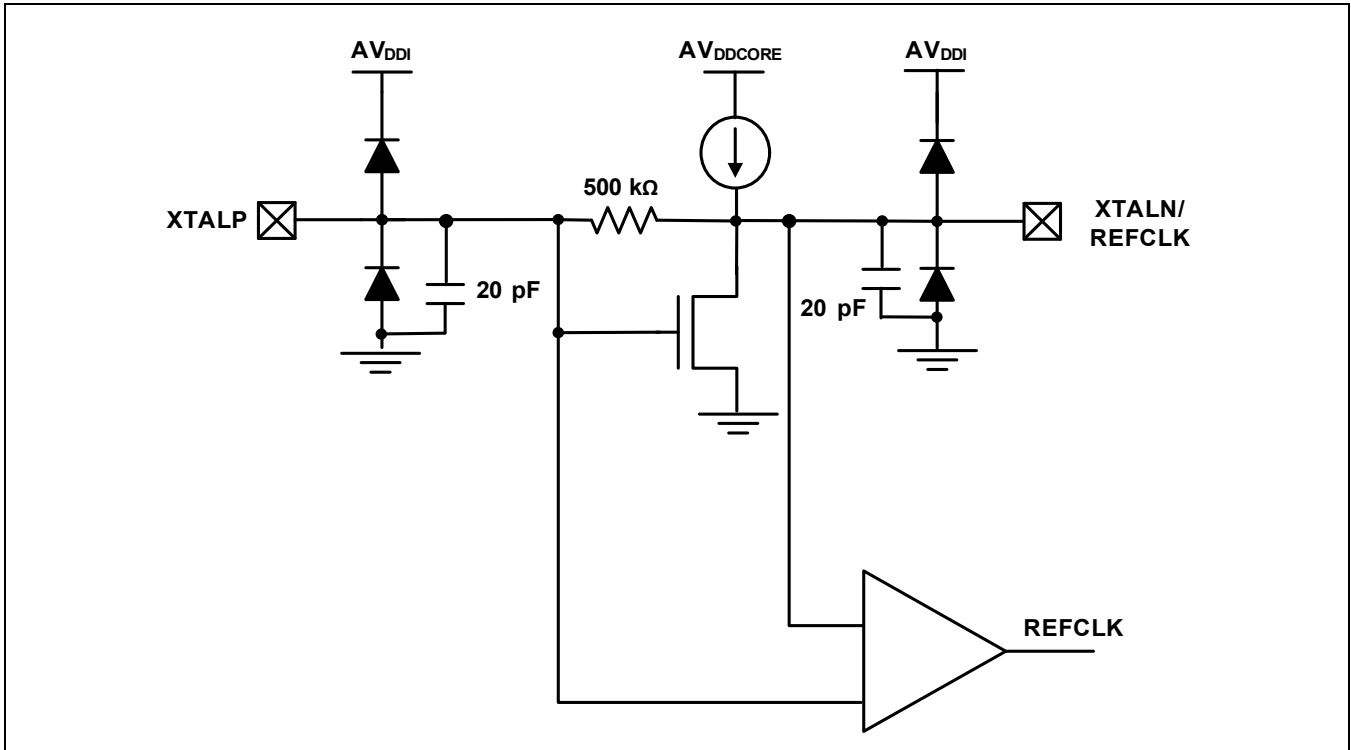 AVDDI
AVDDCORE
AVDDI
500 kΩ
XTALP
XTALN/
REFCLK
20 pF
20 pF
REFCLK